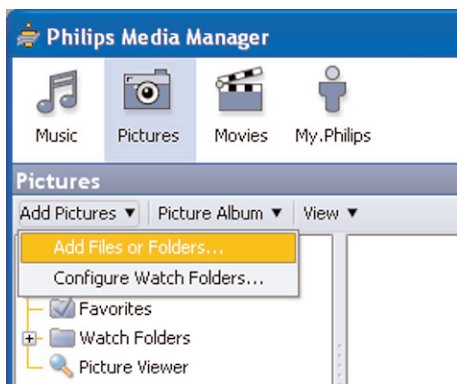 Philips Media Manager
Music Pictures Movies My.Philips
Pictures
Add Pictures ▼ Picture Album ▼ View ▼
Add Files or Folders...
Configure Watch Folders...
Favorites
Watch Folders
Picture Viewer